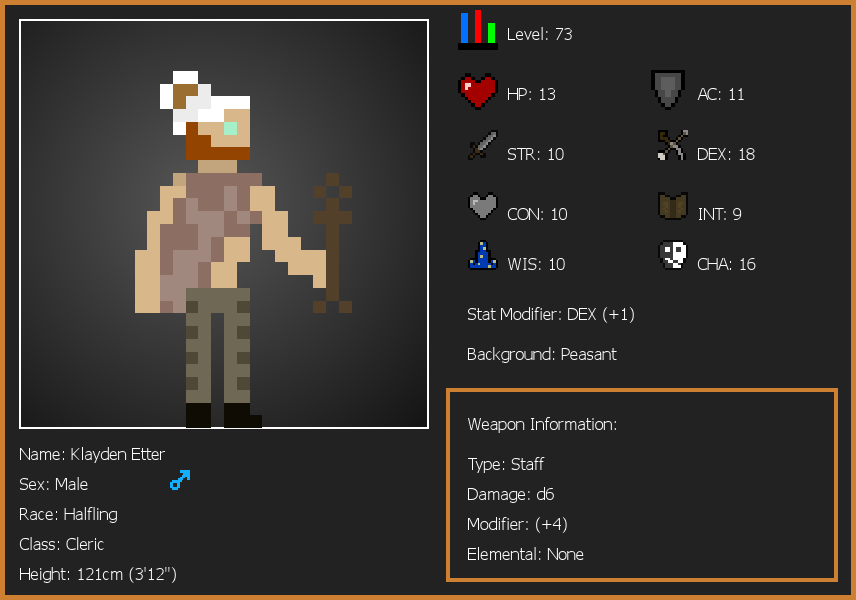 Level: 73
HP: 13
AC: 11
STR: 10
DEX: 18
CON: 10
INT: 9
WIS: 10
CHA: 16
Stat Modifier: DEX (+1)
Background: Peasant
Weapon Information:
Type: Staff
Damage: d6
Modifier: (+4)
Elemental: None
Name: Klayden Etter
Sex: Male
Race: Halfling
Class: Cleric
Height: 121cm (3'12")